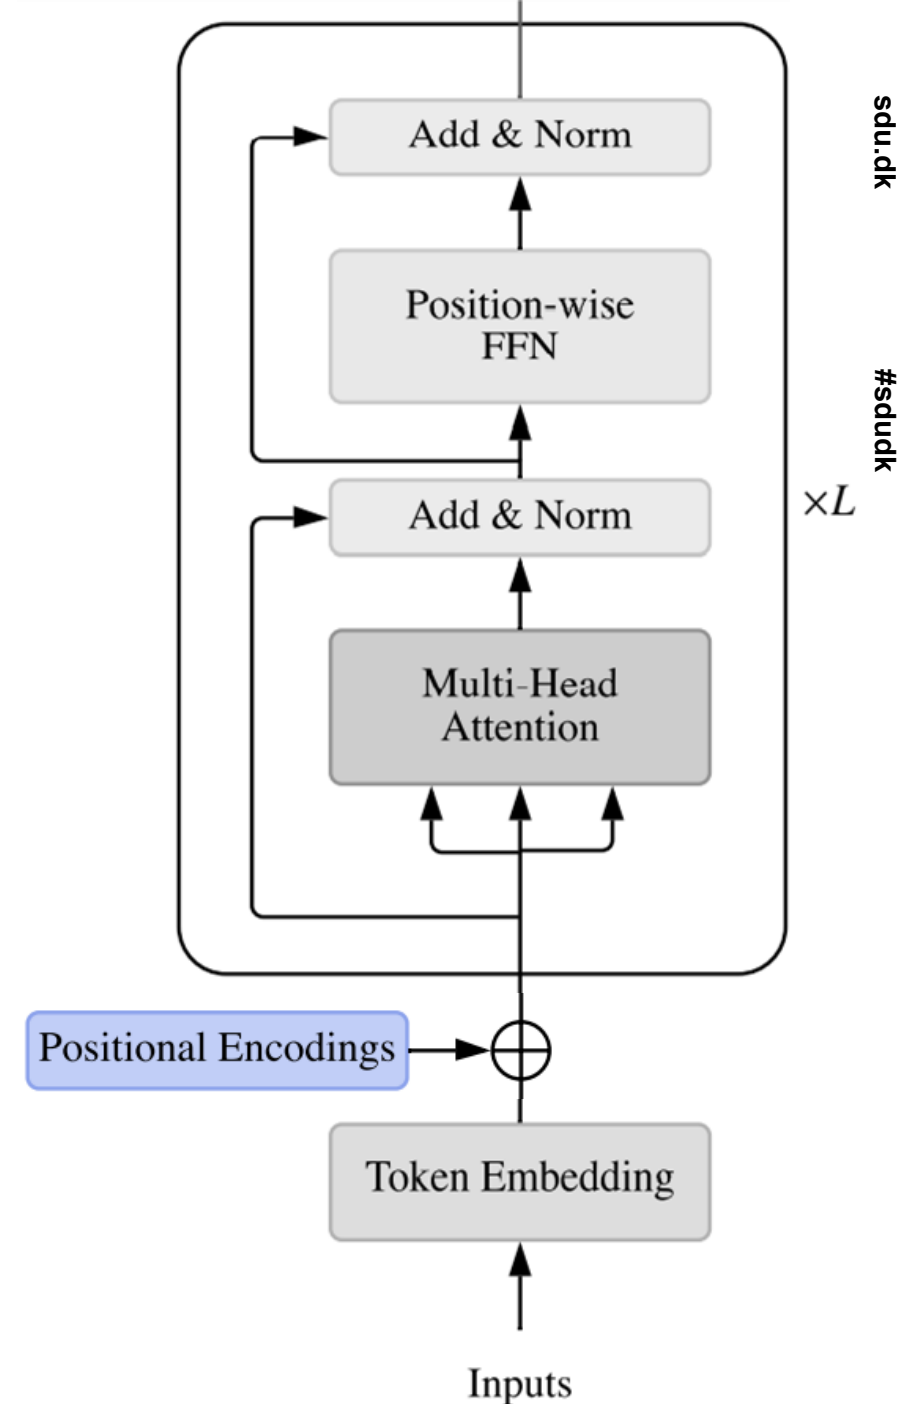 Add & Norm
Position-wise
FFN
Add & Norm
×L
Multi-Head
Attention
Positional Encodings
Token Embedding
Inputs
sdu.dk
#sdudk